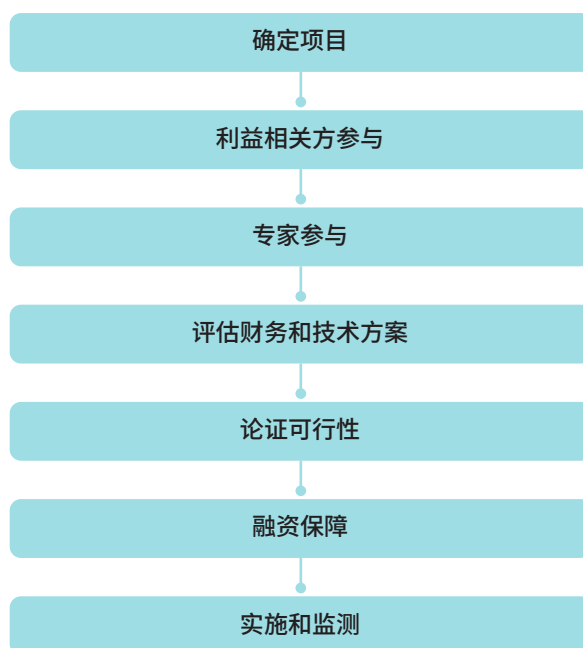 确定项目
利益相关方参与
专家参与
评估财务和技术方案
论证可行性
融资保障
实施和监测